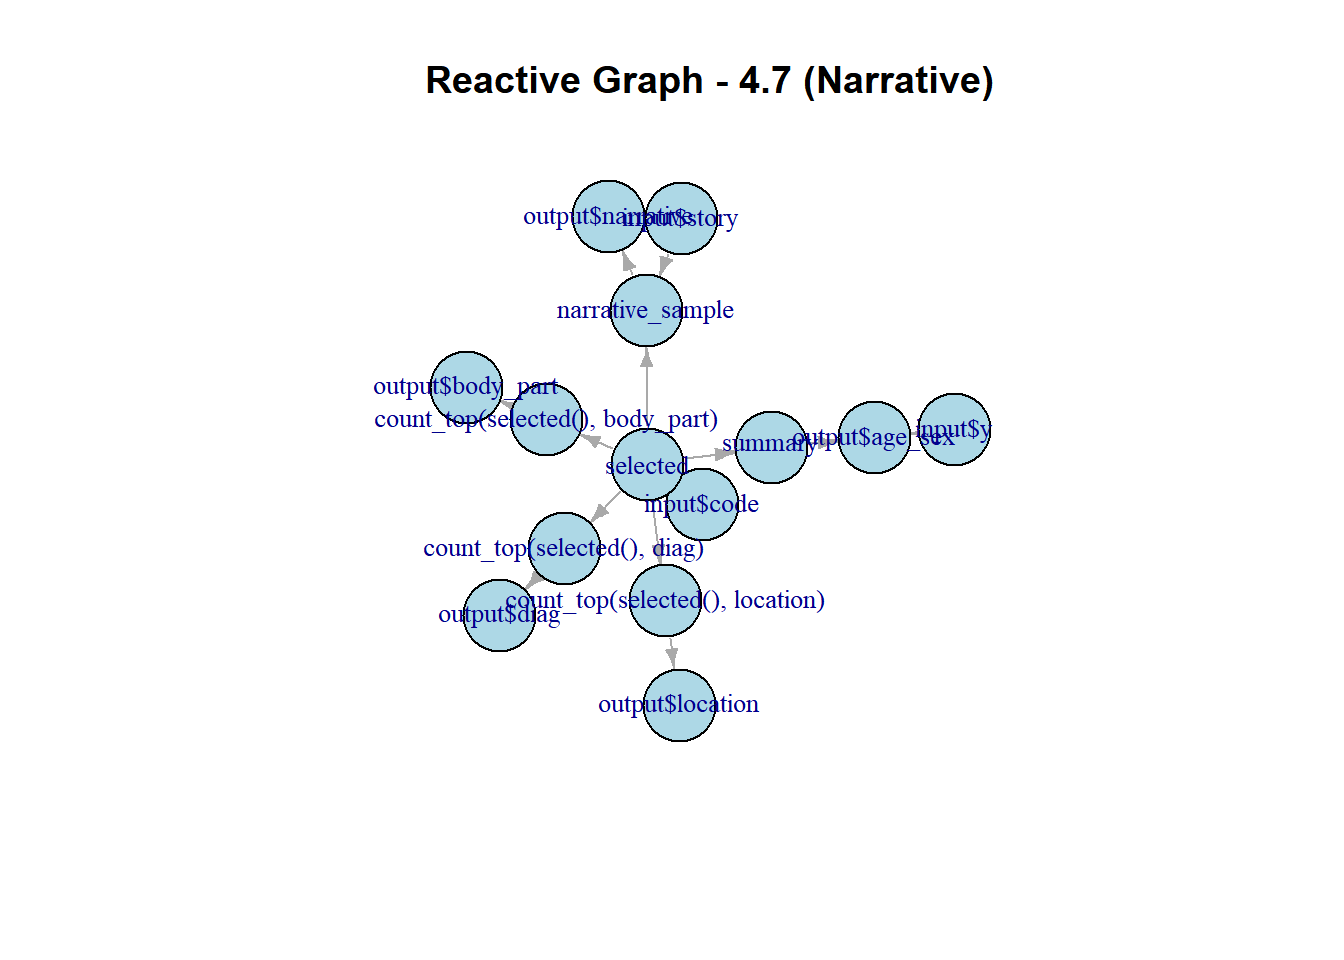 Reactive Graph - 4.7 (Narrative)
output$narrative
input$story
narrative_sample
output$body_part
count_top(selected(), body_part)
input$y
output$age_sex
summary
selected
input$code
count_top(selected(), diag)
count_top(selected(), location)
output$diag
output$location